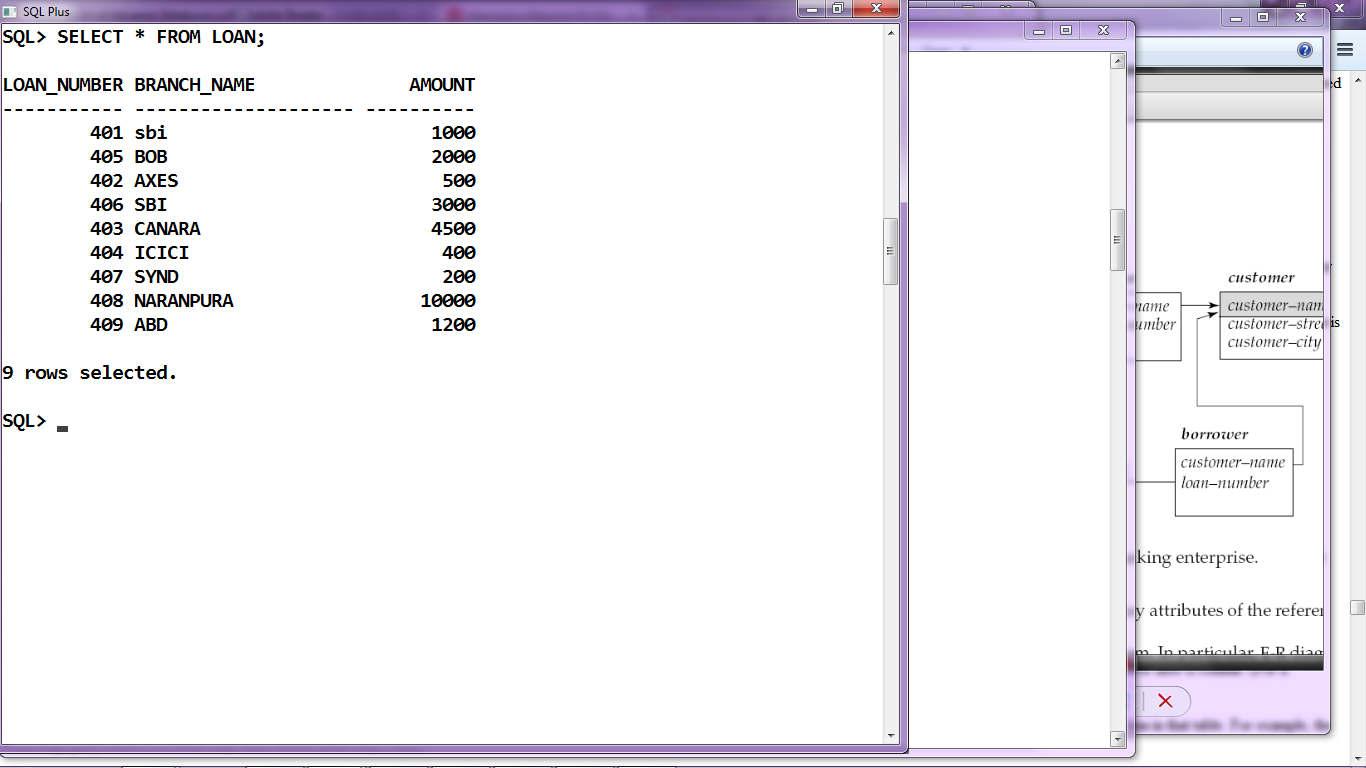 SQL Plus
SQL> SELECT * FROM LOAN;
LOAN_NUMBER BRANCH_NAME AMOUNT
----------- -------------------- ----------
401 sbi 1000
405 BOB 2000
402 AXES 500
406 SBI 3000
403 CANARA 4500
404 ICICI 400
407 SYND 200
408 NARANPURA 10000
409 ABD 1200
9 rows selected.
SQL>
customer
customer–nam
customer–stre
customer–city
name
umber
is
ed
borrower
customer–name
loan–number
king enterprise.
y attributes of the referen
m. In particular, E-R diag